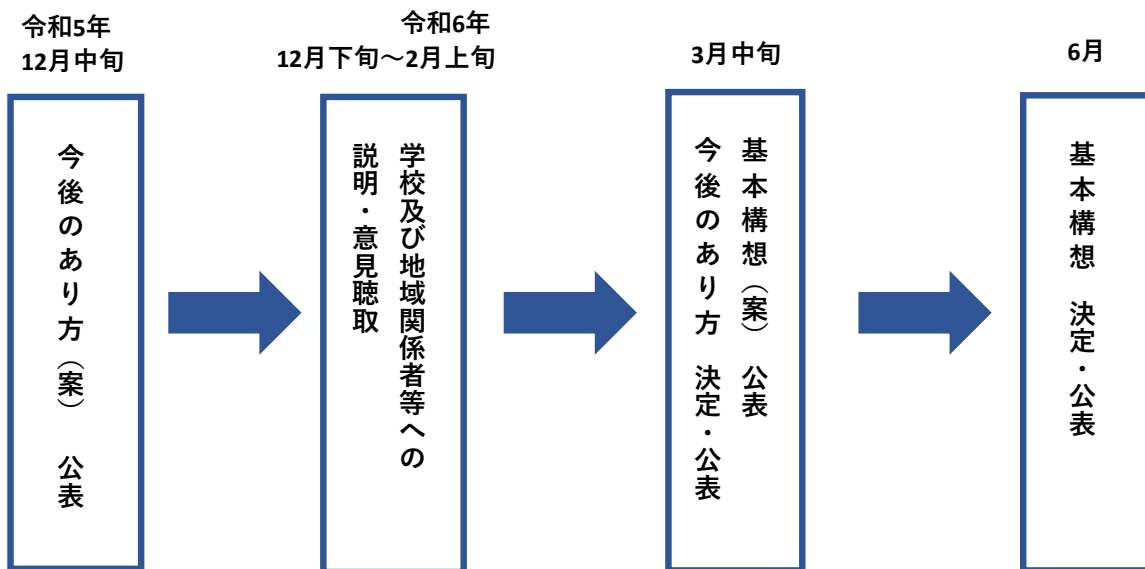 令和5年
12月中旬
今後のあり方（案）　公表
令和6年
12月下旬～2月上旬
学校及び地域関係者等への
説明・意見聴取
3月中旬
基本構想（案）　公表
今後のあり方　決定・公表
6月
基本構想　決定・公表